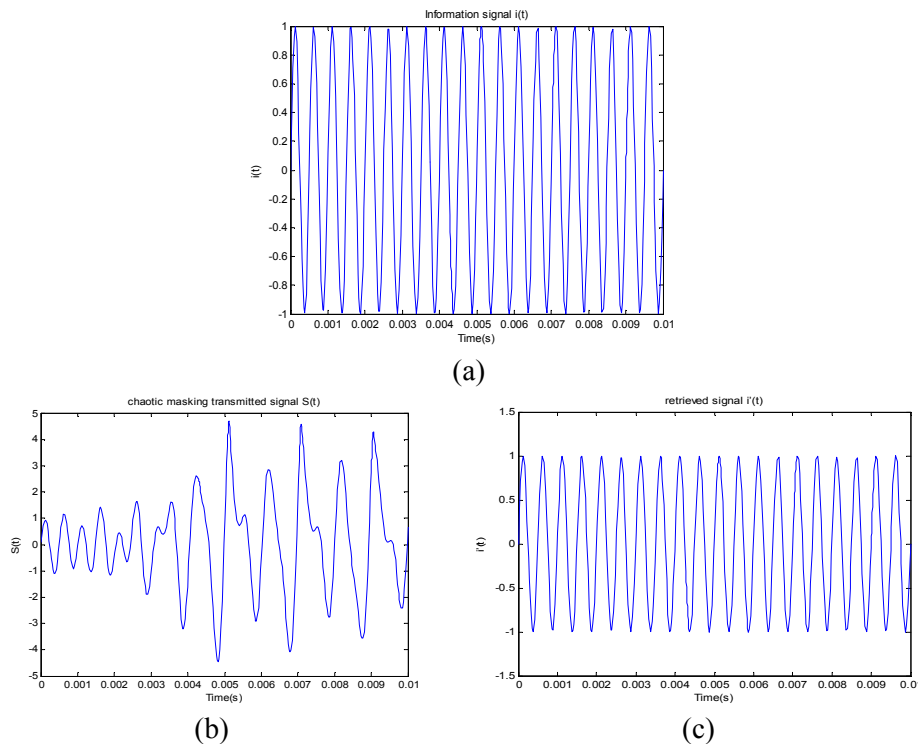 Information signal i(t)
1
0.8
0.6
0.4
0.2
0
-0.2
-0.4
-0.6
-0.8
-1
i(t)
0 0.001 0.002 0.003 0.004 0.005 0.006 0.007 0.008 0.009 0.01
Time(s)
(a)
chaotic masking transmitted signal S(t)
5
4
3
2
1
0
-1
-2
-3
-4
-5
S(t)
0 0.001 0.002 0.003 0.004 0.005 0.006 0.007 0.008 0.009 0.01
Time(s)
(b)
retrieved signal i'(t)
1.5
1
0.5
0
-0.5
-1
-1.5
i'(t)
0 0.001 0.002 0.003 0.004 0.005 0.006 0.007 0.008 0.009 0.01
Time(s)
(c)